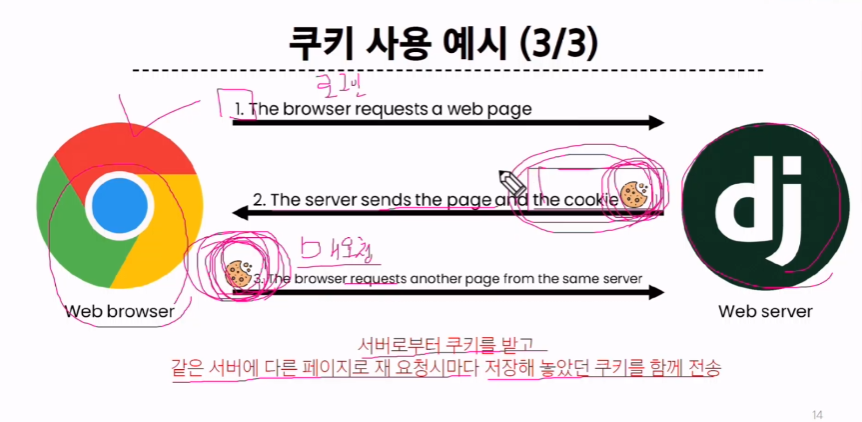 쿠키 사용 예시 (3/3)
로그인
1. The browser requests a web page
2. The server sends the page and the cookie
dj
재요청
3. The browser requests another page from the same server
Web browser
Web server
서버로부터 쿠키를 받고
같은 서버에 다른 페이지로 재 요청시마다 저장해 놓았던 쿠키를 함께 전송
14